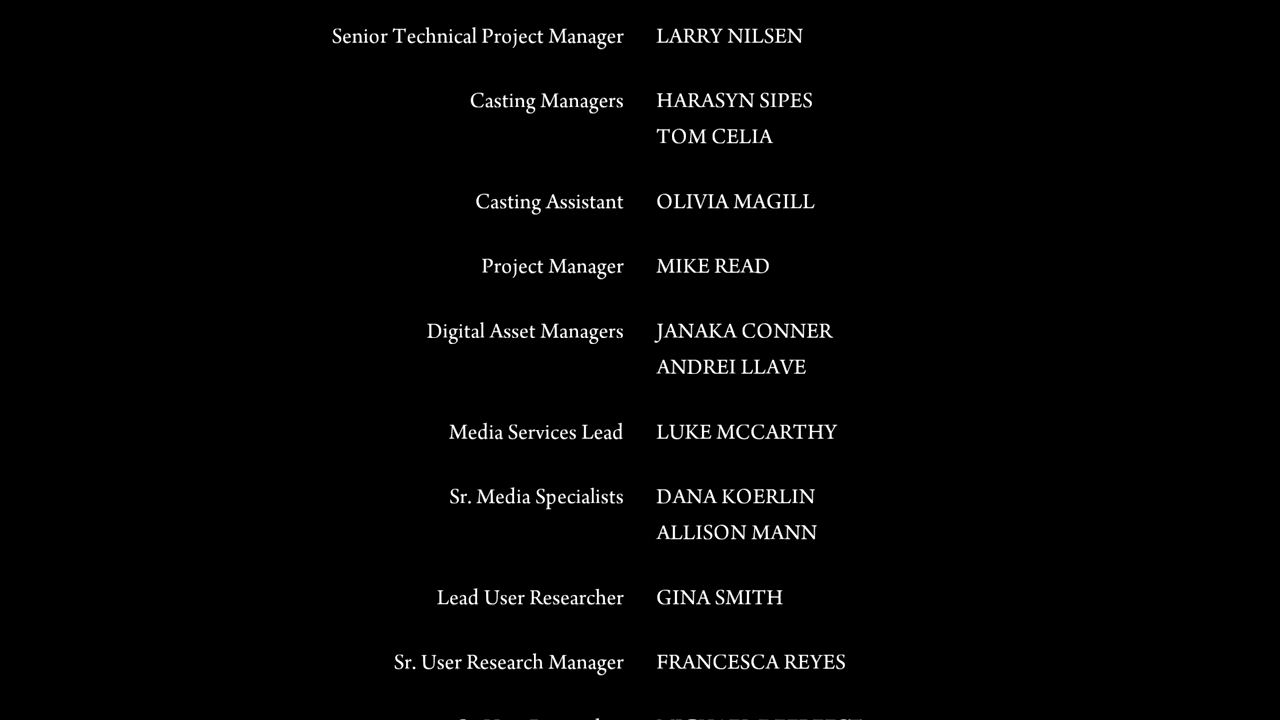 Senior Technical Project Manager LARRY NILSEN
Casting Managers HARASYN SIPES
TOM CELIA
Casting Assistant OLIVIA MAGILL
Project Manager MIKE READ
Digital Asset Managers JANAKA CONNER
ANDREI LLAVE
Media Services Lead LUKE MCCARTHY
Sr. Media Specialists DANA KOERLIN
ALLISON MANN
Lead User Researcher GINA SMITH
Sr. User Research Manager FRANCESCA REYES